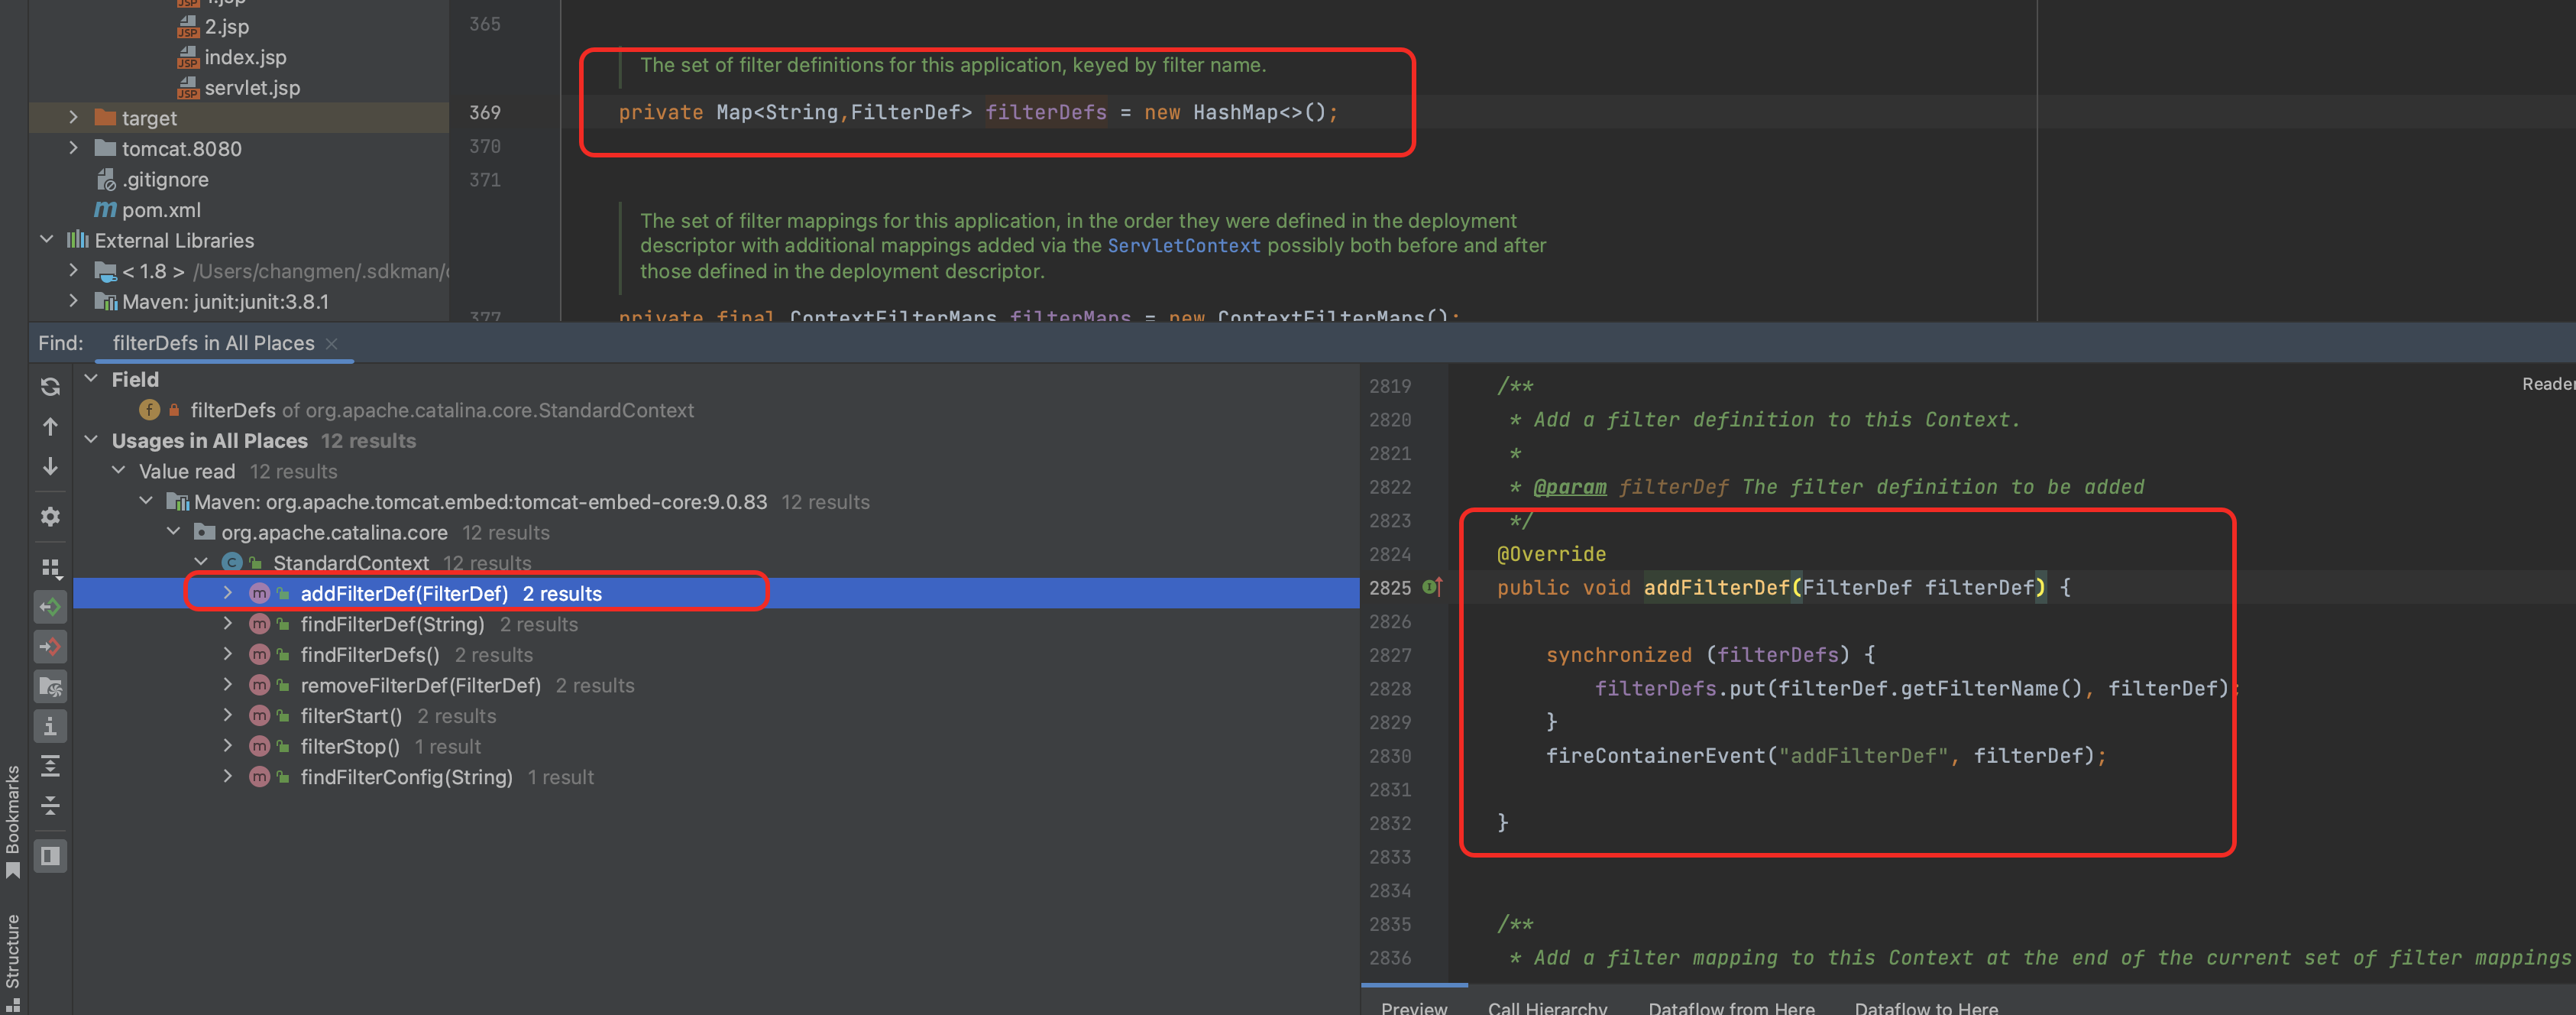 1.jsp
2.jsp
index.jsp
servlet.jsp
target
tomcat.8080
.gitignore
pom.xml
External Libraries
< 1.8 > /Users/changmen/.sdkman/
Maven: junit:junit:3.8.1
365
The set of filter definitions for this application, keyed by filter name.
369 private Map<String,FilterDef> filterDefs = new HashMap<>();
370
371
The set of filter mappings for this application, in the order they were defined in the deployment
descriptor with additional mappings added via the ServletContext possibly both before and after
those defined in the deployment descriptor.
377 private final ContextFilterMaps filterMaps = new ContextFilterMaps();
Find: filterDefs in All Places
Field
filterDefs of org.apache.catalina.core.StandardContext
Usages in All Places 12 results
Value read 12 results
Maven: org.apache.tomcat.embed:tomcat-embed-core:9.0.83 12 results
org.apache.catalina.core 12 results
StandardContext 12 results
addFilterDef(FilterDef) 2 results
findFilterDef(String) 2 results
findFilterDefs() 2 results
removeFilterDef(FilterDef) 2 results
filterStart() 2 results
filterStop() 1 result
findFilterConfig(String) 1 result
Bookmarks
Structure
Reader
2819 /**
2820 * Add a filter definition to this Context.
2821 *
2822 * @param filterDef The filter definition to be added
2823 */
2824 @Override
2825 public void addFilterDef(FilterDef filterDef) {
2826
2827 synchronized (filterDefs) {
2828 filterDefs.put(filterDef.getFilterName(), filterDef);
2829 }
2830 fireContainerEvent("addFilterDef", filterDef);
2831
2832 }
2833
2834
2835 /**
2836 * Add a filter mapping to this Context at the end of the current set of filter mappings
Preview Call Hierarchy Dataflow from Here Dataflow to Here